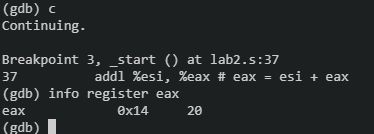 (gdb) c
Continuing.
Breakpoint 3, _start () at lab2.s:37
37 addl %esi, %eax # eax = esi + eax
(gdb) info register eax
eax 0x14 20
(gdb)